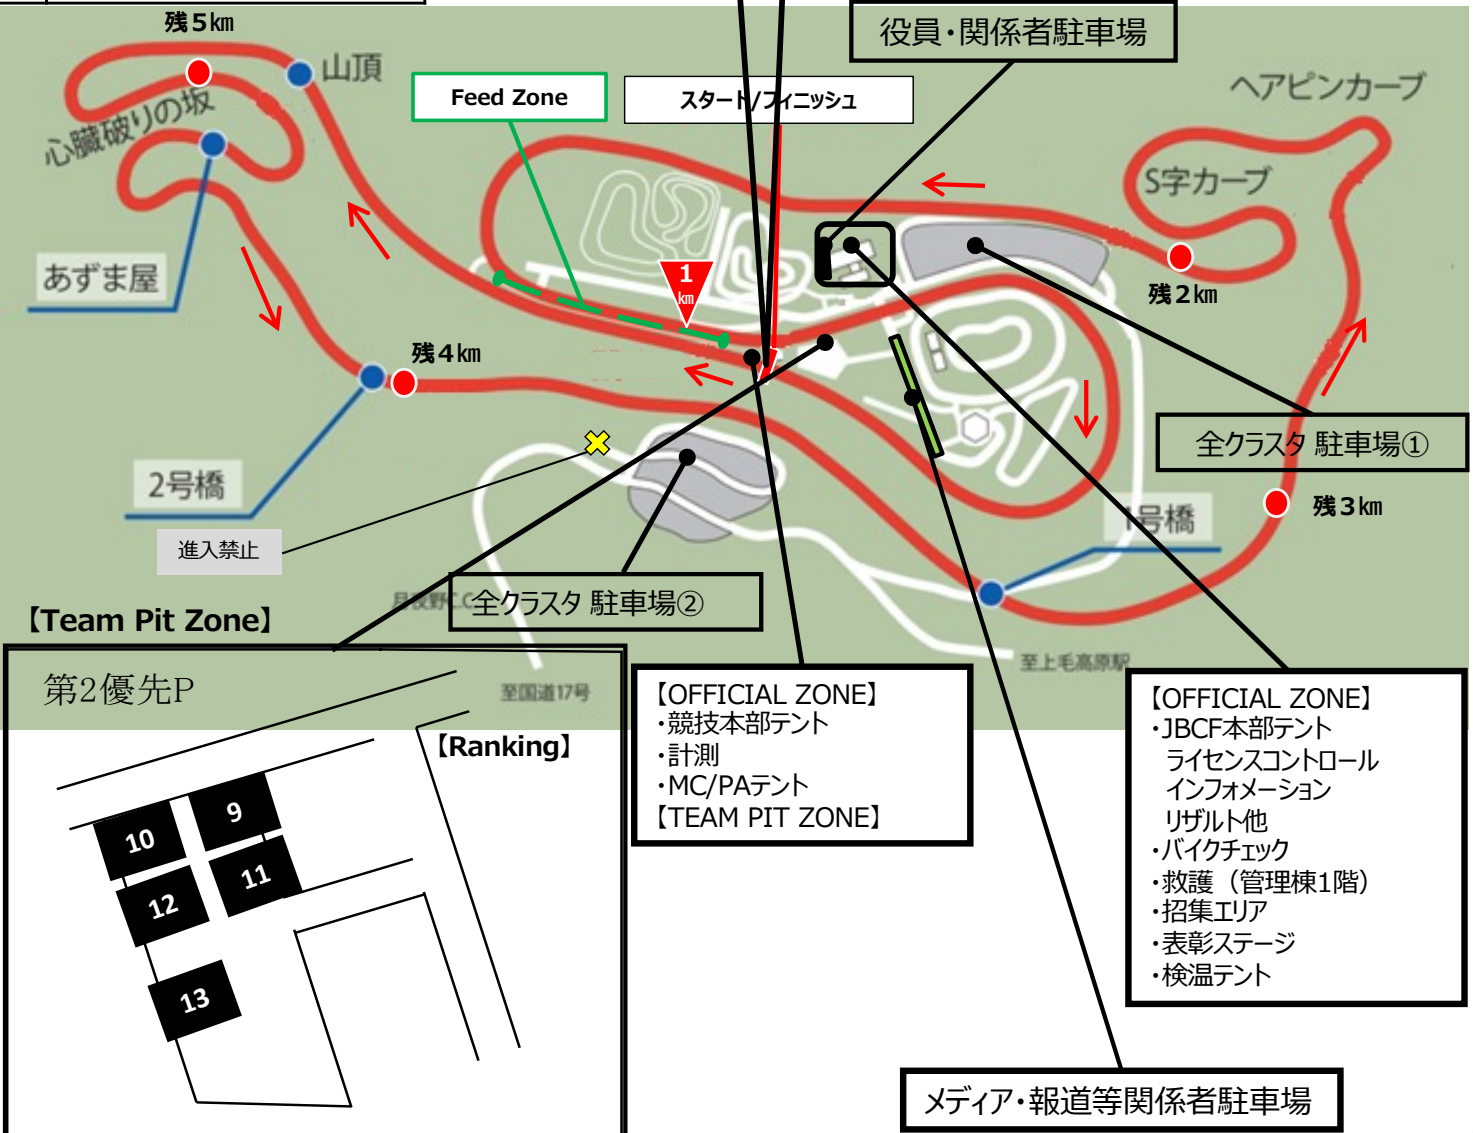 残5㎞
山頂
役員・関係者駐車場
Feed Zone
スタート/フィニッシュ
ヘアピンカーブ
心臓破りの坂
S字カーブ
あずま屋
1
㎞
残2㎞
残4㎞
全クラスタ 駐車場①
2号橋
残3㎞
1号橋
進入禁止
月夜野C.C
全クラスタ 駐車場②
【Team Pit Zone】
至上毛高原駅
第2優先P
至国道17号
【Ranking】
10
9
12
11
13
【OFFICIAL ZONE】
・競技本部テント
・計測
・MC/PAテント
【TEAM PIT ZONE】
【OFFICIAL ZONE】
・JBCF本部テント
ライセンスコントロール
インフォメーション
リザルト他
・バイクチェック
・救護（管理棟1階）
・招集エリア
・表彰ステージ
・検温テント
メディア・報道等関係者駐車場